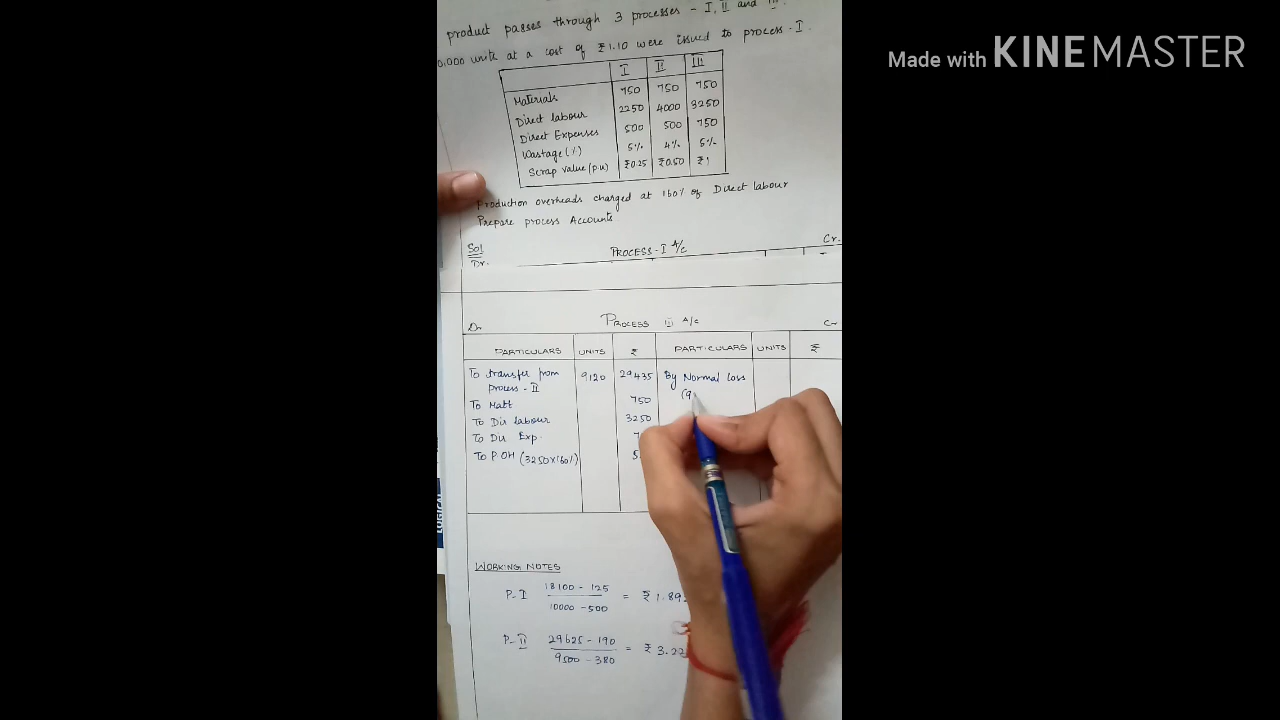 Made with KINEMASTER
product passes through 3 processes - I, II and
0,000 units at a cost of ₹1.10 were issued to process - I.
I II III
Materials 750 750 750
Direct labour 2250 4000 3250
Direct Expenses 500 500 750
Wastage (%) 5% 4% 5%
Scrap value (p.u) ₹0.25 ₹0.50 ₹1
Production overheads charged at 160% of Direct labour
Prepare process Accounts
Sol
Dr. PROCESS - I A/c Cr.
Dr PROCESS III A/c Cr
PARTICULARS UNITS ₹ PARTICULARS UNITS ₹
To transfer from 9120 29435 By Normal Loss
process - II (9
To Matt 750
To Dir labour 3250
To Dir Exp.
To P.OH (3250x160%) 5
LOGICAL
WORKING NOTES
P-I 18100 - 125 / 10000 - 500 = ₹ 1.89
P-II 29625 - 190 / 9500 - 380 = ₹ 3.22